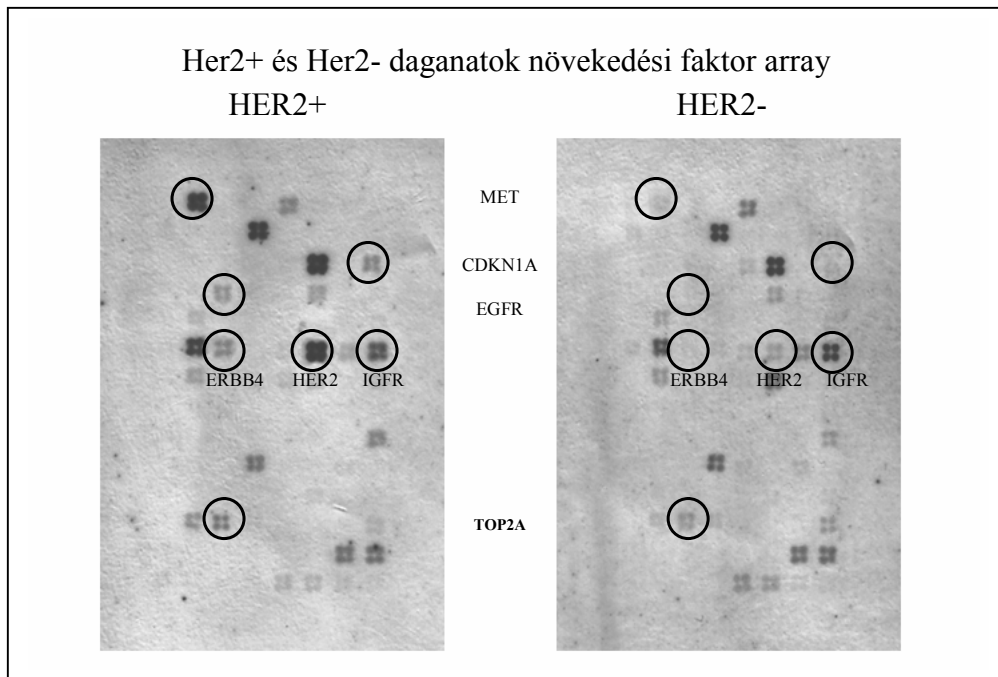 Her2+ és Her2- daganatok növekedési faktor array
HER2+ HER2-
MET
CDKN1A
EGFR
ERBB4 HER2 IGFR ERBB4 HER2 IGFR
TOP2A